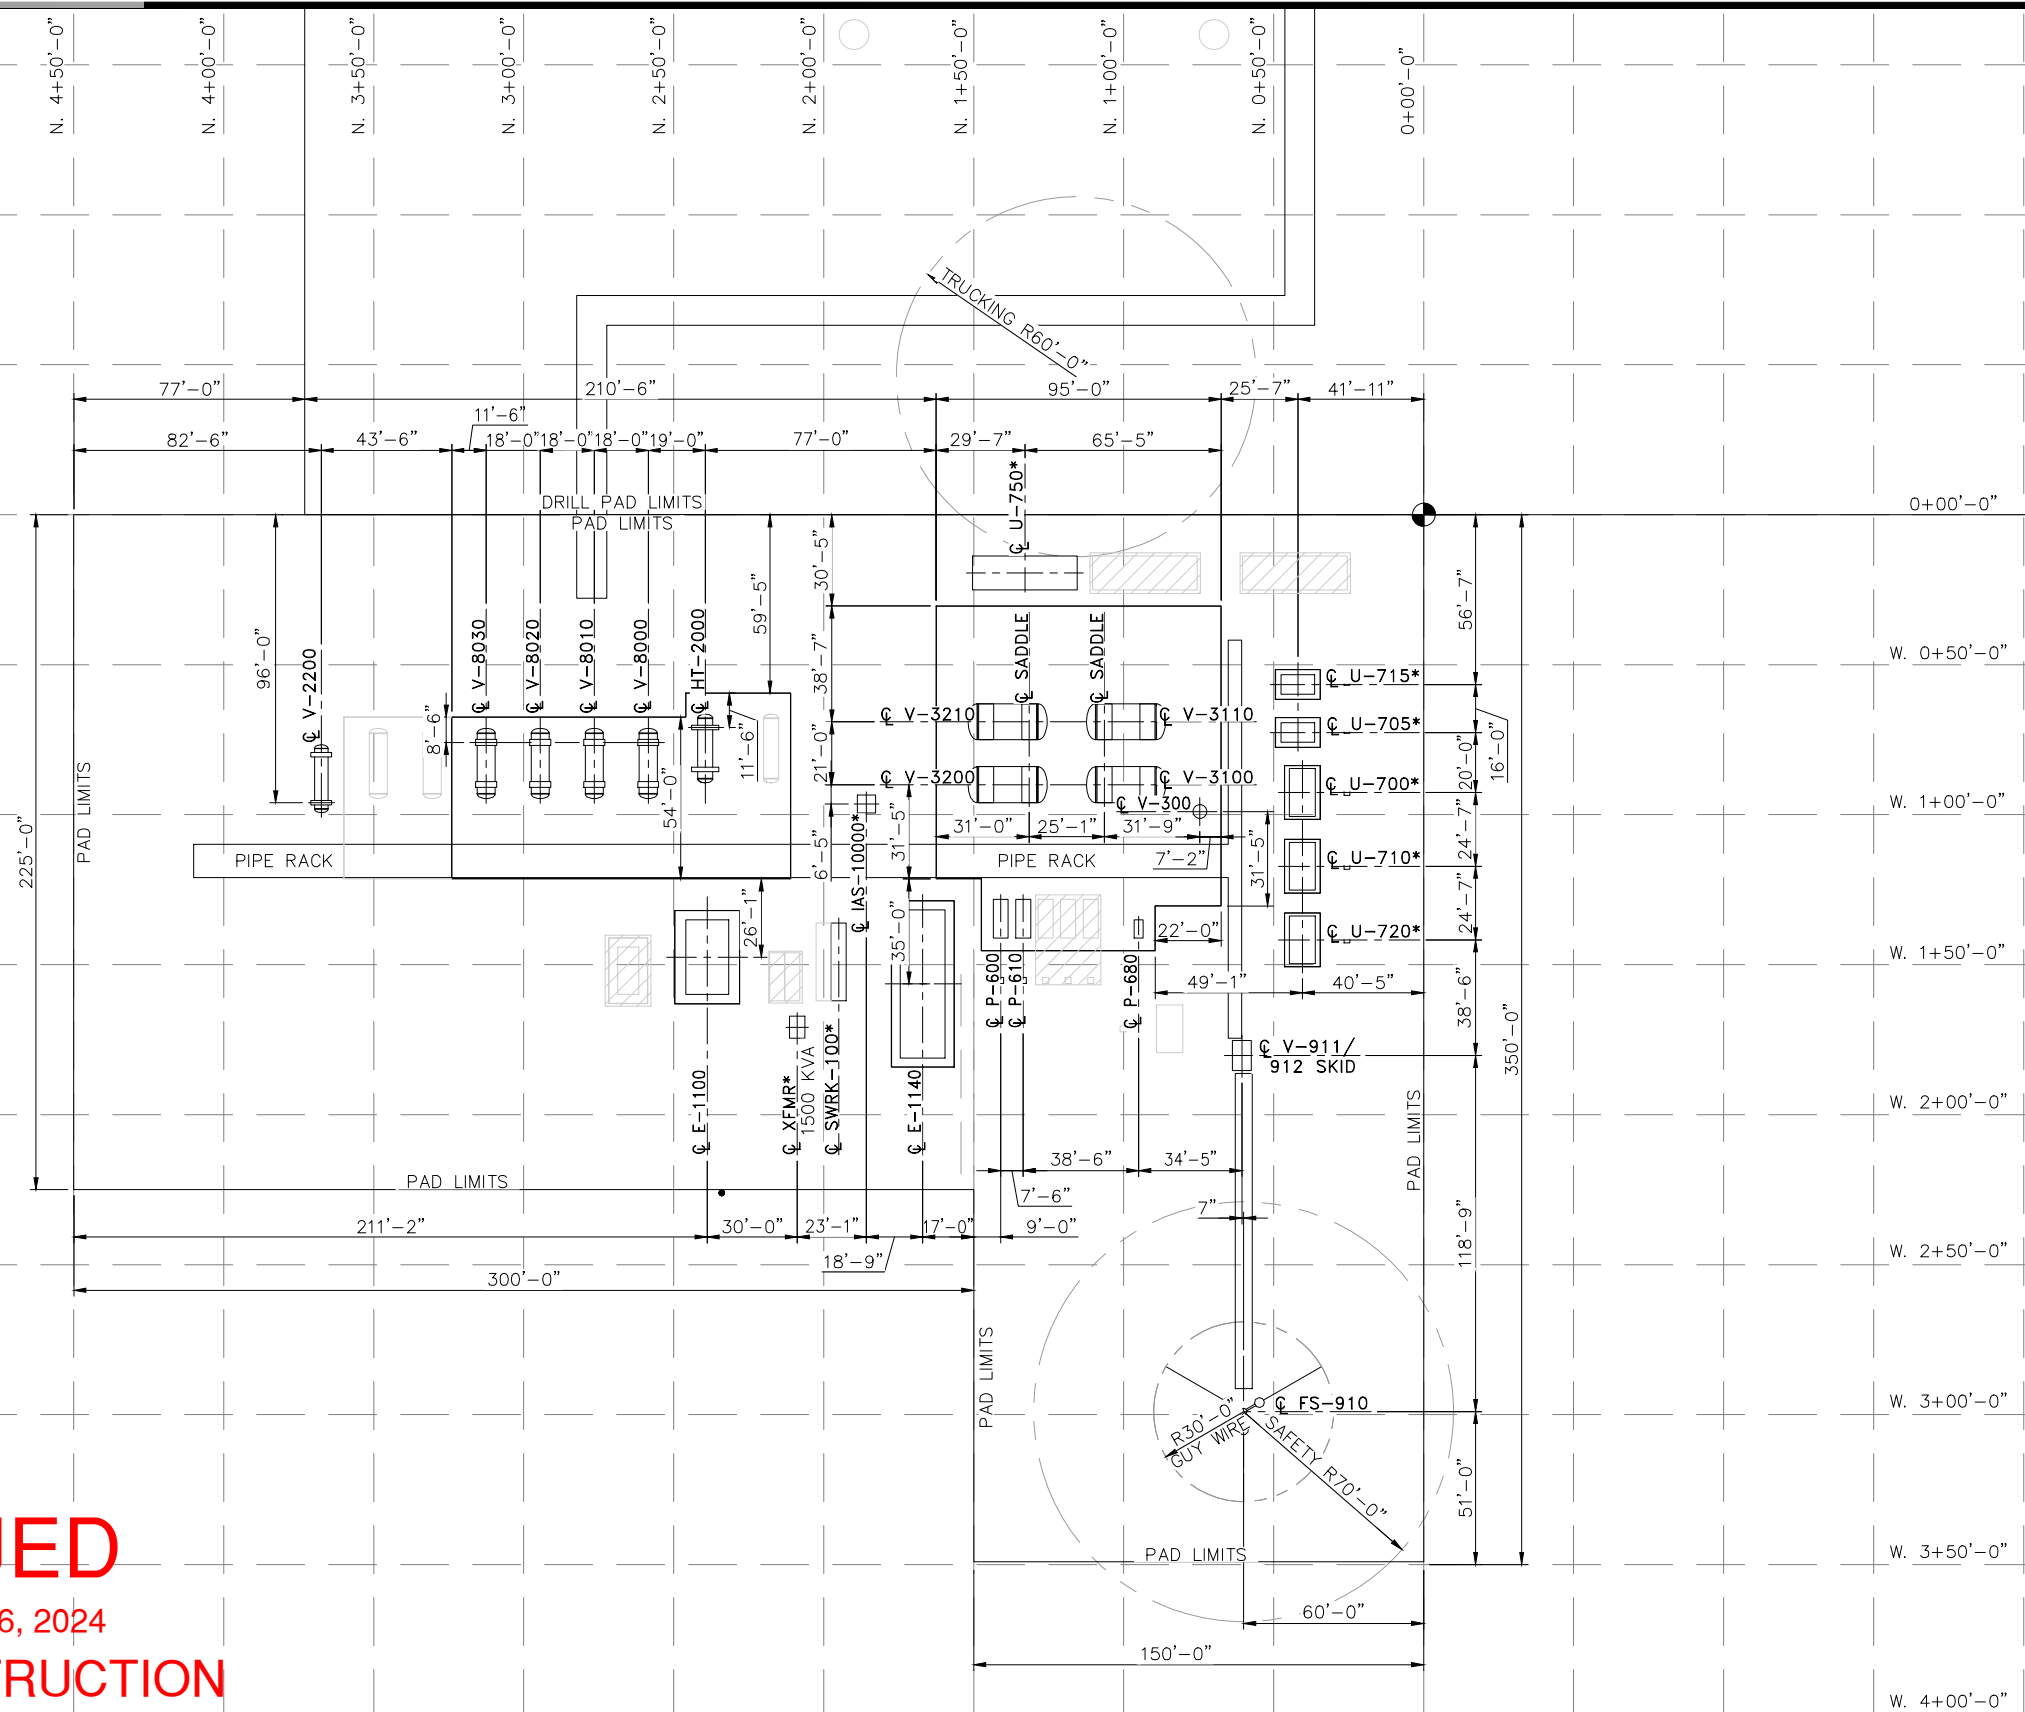 N. 4+50'-0"
N. 4+00'-0"
N. 3+50'-0"
N. 3+00'-0"
N. 2+50'-0"
N. 2+00'-0"
N. 1+50'-0"
N. 1+00'-0"
N. 0+50'-0"
0+00'-0"
TRUCKING R60'-0"
77'-0"
210'-6"
95'-0"
25'-7"
41'-11"
11'-6"
82'-6"
43'-6"
18'-0"
18'-0"
18'-0"
19'-0"
77'-0"
29'-7"
65'-5"
DRILL PAD LIMITS
PAD LIMITS
℄ U-750*
0+00'-0"
96'-0"
℄ V-2200
℄ V-8030
℄ V-8020
℄ V-8010
℄ V-8000
℄ HT-2000
59'-5"
30'-5"
38'-7"
21'-0"
6'-5"
℄ SADDLE
℄ SADDLE
56'-7"
W. 0+50'-0"
℄ U-715*
℄ V-3210
℄ V-3110
℄ U-705*
8'-6"
11'-6"
54'-0"
16'-0"
20'-0"
℄ V-3200
℄ V-3100
℄ U-700*
℄ V-300
W. 1+00'-0"
225'-0"
PAD LIMITS
31'-0"
25'-1"
31'-9"
31'-5"
7'-2"
31'-5"
24'-7"
PIPE RACK
PIPE RACK
℄ U-710*
℄ IAS-10000*
26'-1"
35'-0"
24'-7"
22'-0"
℄ U-720*
W. 1+50'-0"
49'-1"
40'-5"
38'-6"
350'-0"
℄ P-600
℄ P-610
℄ P-680
℄ V-911/
912 SKID
℄ E-1100
℄ XFMR*
1500 KVA
℄ SWRK-100*
℄ E-1140
W. 2+00'-0"
PAD LIMITS
38'-6"
34'-5"
7'-6"
PAD LIMITS
7"
211'-2"
30'-0"
23'-1"
17'-0"
9'-0"
18'-9"
118'-9"
W. 2+50'-0"
300'-0"
PAD LIMITS
℄ FS-910
W. 3+00'-0"
R30'-0"
GUY WIRE
SAFETY R70'-0"
51'-0"
PAD LIMITS
W. 3+50'-0"
UED
6, 2024
TRUCTION
60'-0"
150'-0"
W. 4+00'-0"